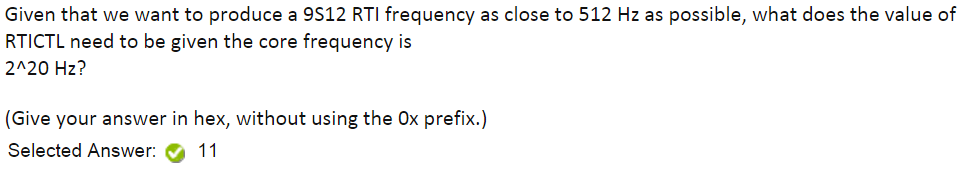 Given that we want to produce a 9S12 RTI frequency as close to 512 Hz as possible, what does the value of
RTICTL need to be given the core frequency is
2^20 Hz?
(Give your answer in hex, without using the 0x prefix.)
Selected Answer: 11